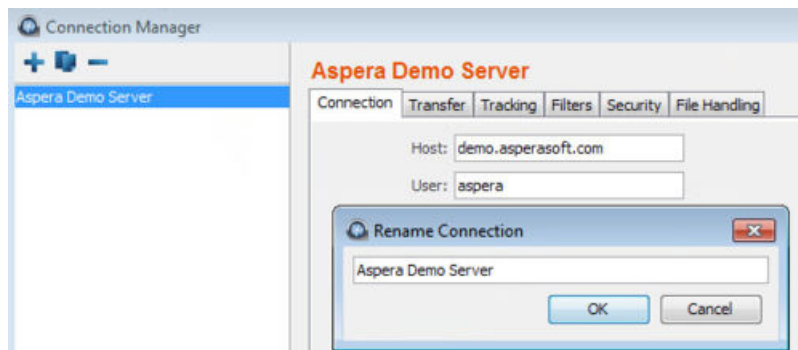 Connection Manager
Aspera Demo Server
Aspera Demo Server
Connection Transfer Tracking Filters Security File Handling
Host: demo.asperasoft.com
User: aspera
Rename Connection
Aspera Demo Server
OK Cancel